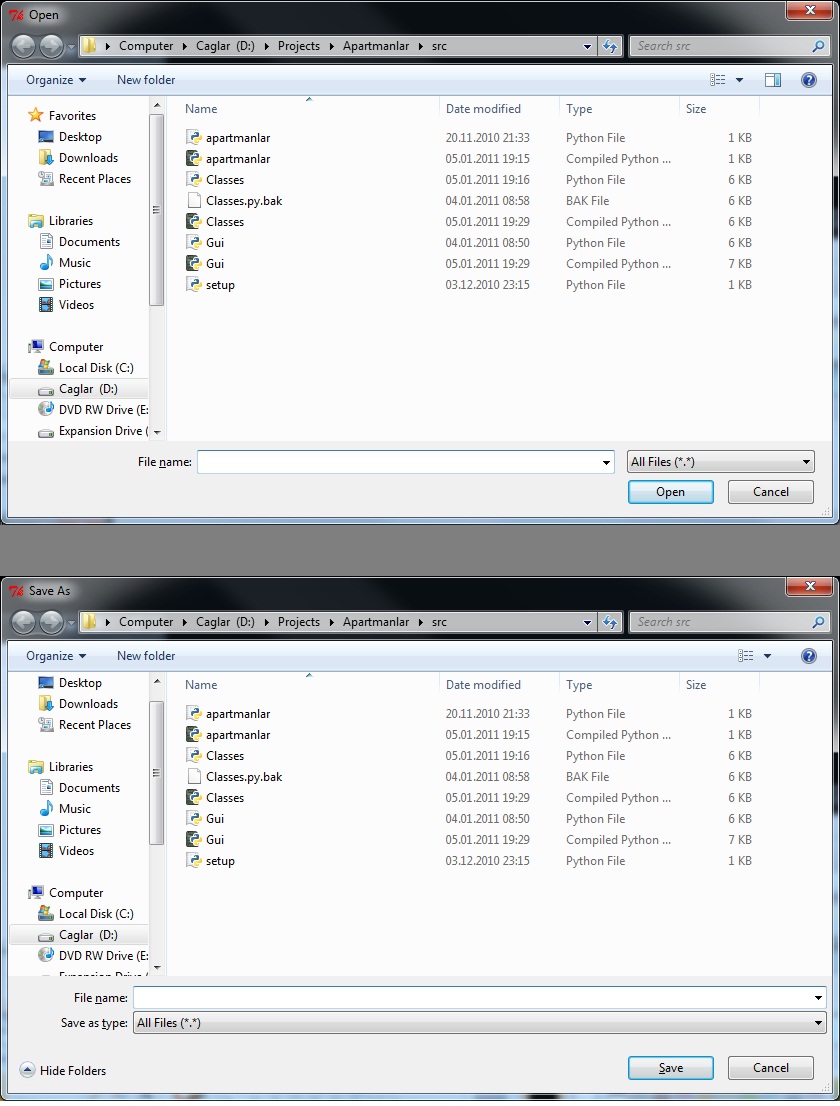 Open
Computer Caglar (D:) Projects Apartmanlar src Search src
Organize New folder
Name Date modified Type Size
Favorites
Desktop
Downloads
Recent Places
Libraries
Documents
Music
Pictures
Videos
Computer
Local Disk (C:)
Caglar (D:)
DVD RW Drive (E:
Expansion Drive (
apartmanlar 20.11.2010 21:33 Python File 1 KB
apartmanlar 05.01.2011 19:15 Compiled Python ... 1 KB
Classes 05.01.2011 19:16 Python File 6 KB
Classes.py.bak 04.01.2011 08:58 BAK File 6 KB
Classes 05.01.2011 19:29 Compiled Python ... 6 KB
Gui 04.01.2011 08:50 Python File 6 KB
Gui 05.01.2011 19:29 Compiled Python ... 7 KB
setup 03.12.2010 23:15 Python File 1 KB
File name: All Files (*.*)
Open Cancel
Save As
Computer Caglar (D:) Projects Apartmanlar src Search src
Organize New folder
Name Date modified Type Size
Desktop
Downloads
Recent Places
Libraries
Documents
Music
Pictures
Videos
Computer
Local Disk (C:)
Caglar (D:)
DVD RW Drive (E:
Expansion Drive (
apartmanlar 20.11.2010 21:33 Python File 1 KB
apartmanlar 05.01.2011 19:15 Compiled Python ... 1 KB
Classes 05.01.2011 19:16 Python File 6 KB
Classes.py.bak 04.01.2011 08:58 BAK File 6 KB
Classes 05.01.2011 19:29 Compiled Python ... 6 KB
Gui 04.01.2011 08:50 Python File 6 KB
Gui 05.01.2011 19:29 Compiled Python ... 7 KB
setup 03.12.2010 23:15 Python File 1 KB
File name:
Save as type: All Files (*.*)
Hide Folders Save Cancel